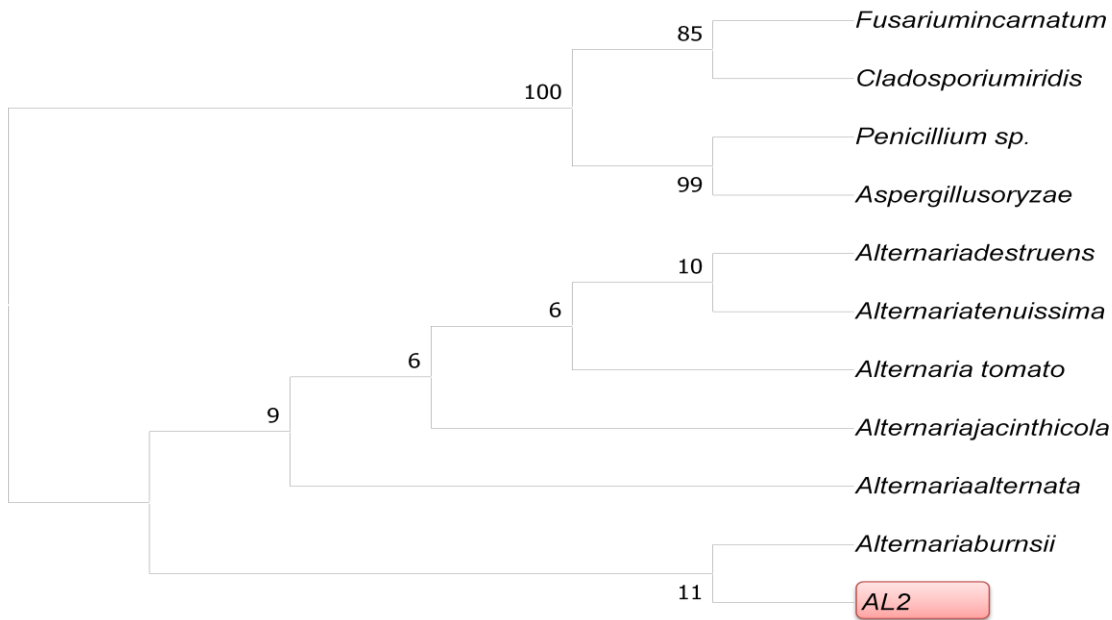 Fusariumincarnatum
85
Cladosporiumiridis
100
Penicillium sp.
99
Aspergillusoryzae
Alternariadestruens
10
Alternariatenuissima
6
Alternaria tomato
6
Alternariajacinthicola
9
Alternariaalternata
Alternariaburnsii
11
AL2